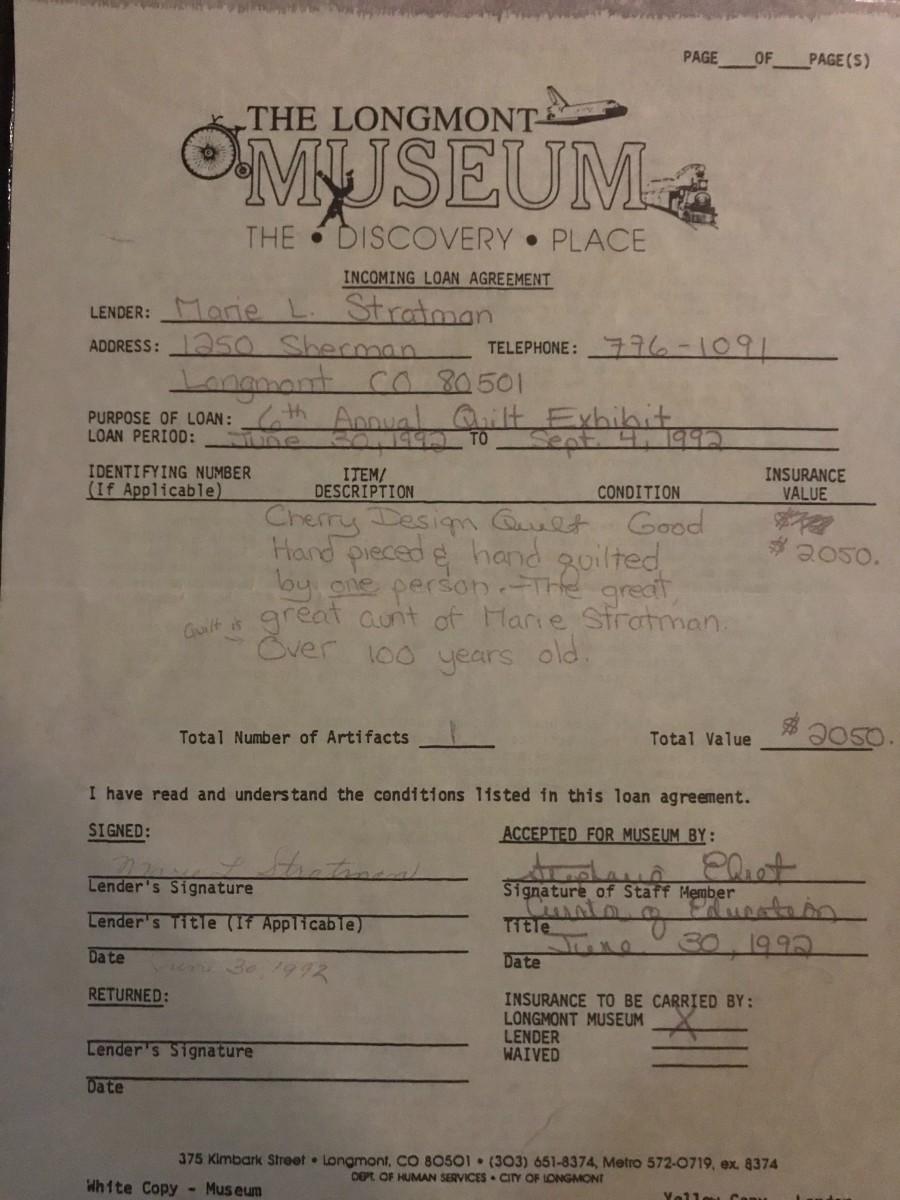 PAGE___OF___PAGE(S)
THE LONGMONT
MUSEUM
THE • DISCOVERY • PLACE
INCOMING LOAN AGREEMENT
LENDER: Marie L. Stratman
ADDRESS: 1250 Sherman TELEPHONE: 776-1091
Longmont CO 80501
PURPOSE OF LOAN: 6th Annual Quilt Exhibit
LOAN PERIOD: June 30, 1992 TO Sept. 4, 1992
IDENTIFYING NUMBER ITEM/ INSURANCE
(If Applicable) DESCRIPTION CONDITION VALUE
Cherry Design Quilt Good
Hand pieced & hand quilted $2050.
by one person. - The great
Quilt is → great aunt of Marie Stratman.
Over 100 years old.
Total Number of Artifacts 1 Total Value $2050.
I have read and understand the conditions listed in this loan agreement.
SIGNED: ACCEPTED FOR MUSEUM BY:
Marie L Stratman Stephanie
Lender's Signature Signature of Staff Member
Curator of Education
Lender's Title (If Applicable) Title
June 30, 1992
Date June 30, 1992 Date
RETURNED: INSURANCE TO BE CARRIED BY:
LONGMONT MUSEUM X
LENDER
Lender's Signature WAIVED
Date
375 Kimbark Street • Longmont, CO 80501 • (303) 651-8374, Metro 572-0719, ex. 8374
DEPT. OF HUMAN SERVICES • CITY OF LONGMONT
White Copy - Museum Yellow Copy